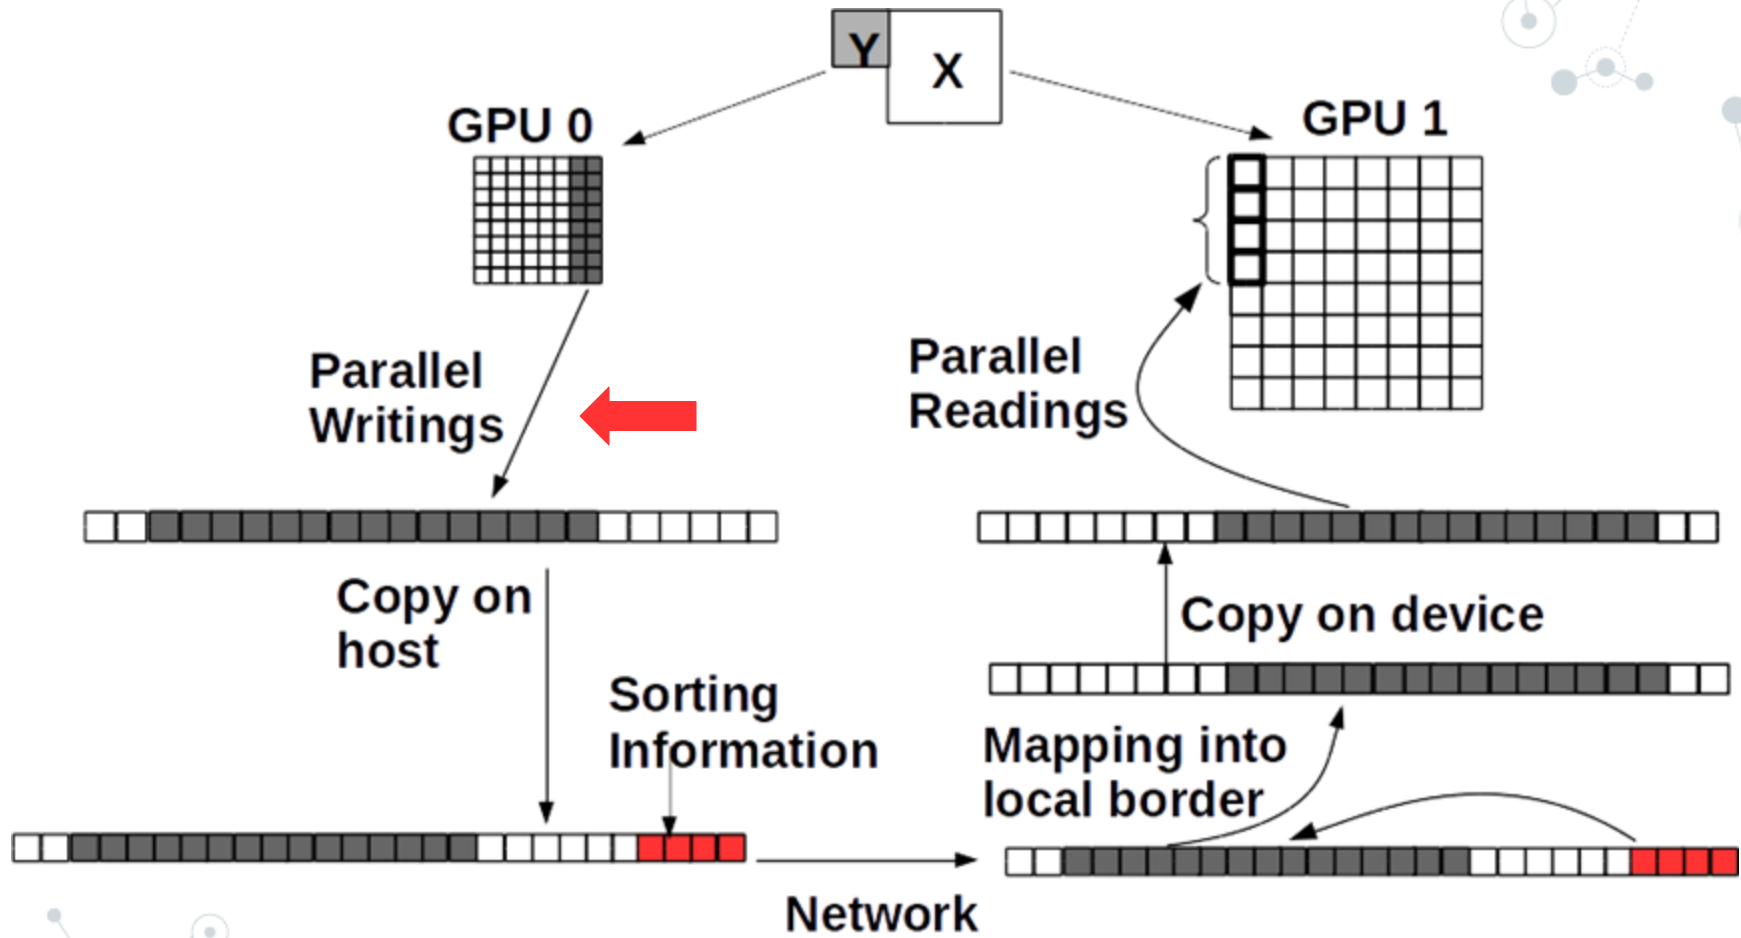 Y
X
GPU 0
GPU 1
Parallel
Writings
Parallel
Readings
Copy on
host
Copy on device
Sorting
Information
Mapping into
local border
Network